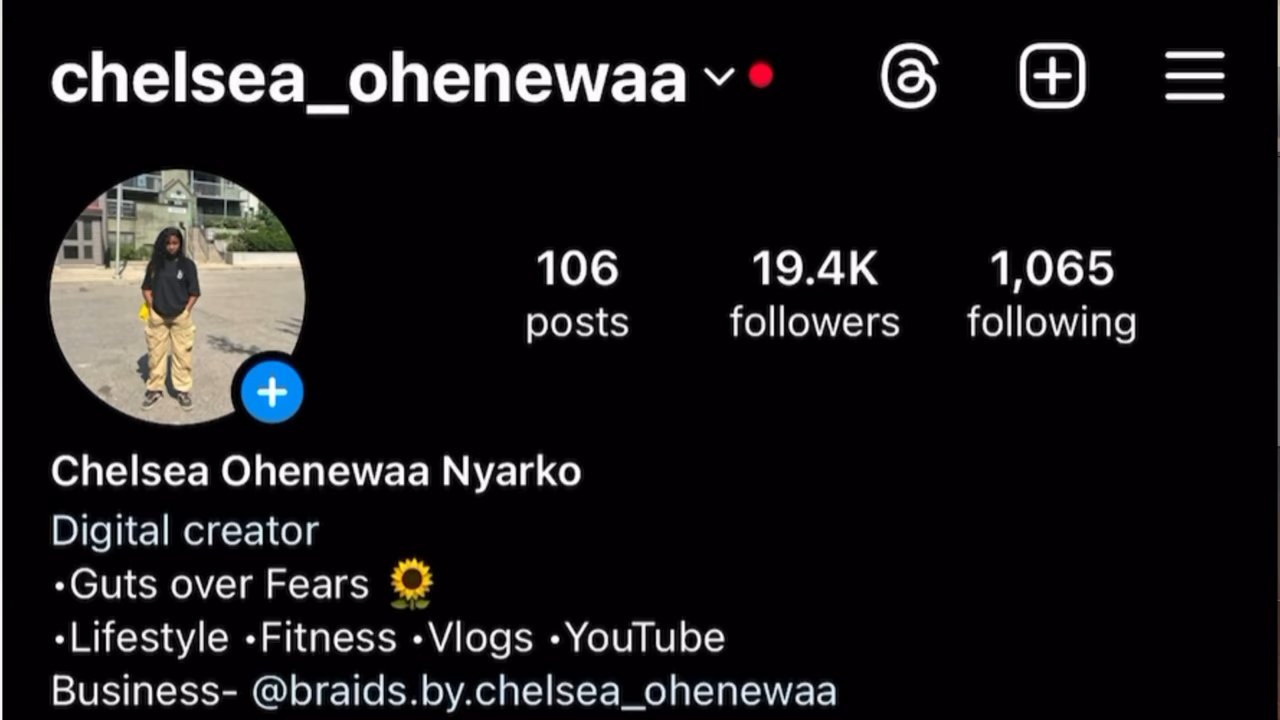 chelsea_ohenewaa
106 19.4K 1,065
posts followers following
Chelsea Ohenewaa Nyarko
Digital creator
•Guts over Fears 🌻
•Lifestyle •Fitness •Vlogs •YouTube
Business- @braids.by.chelsea_ohenewaa